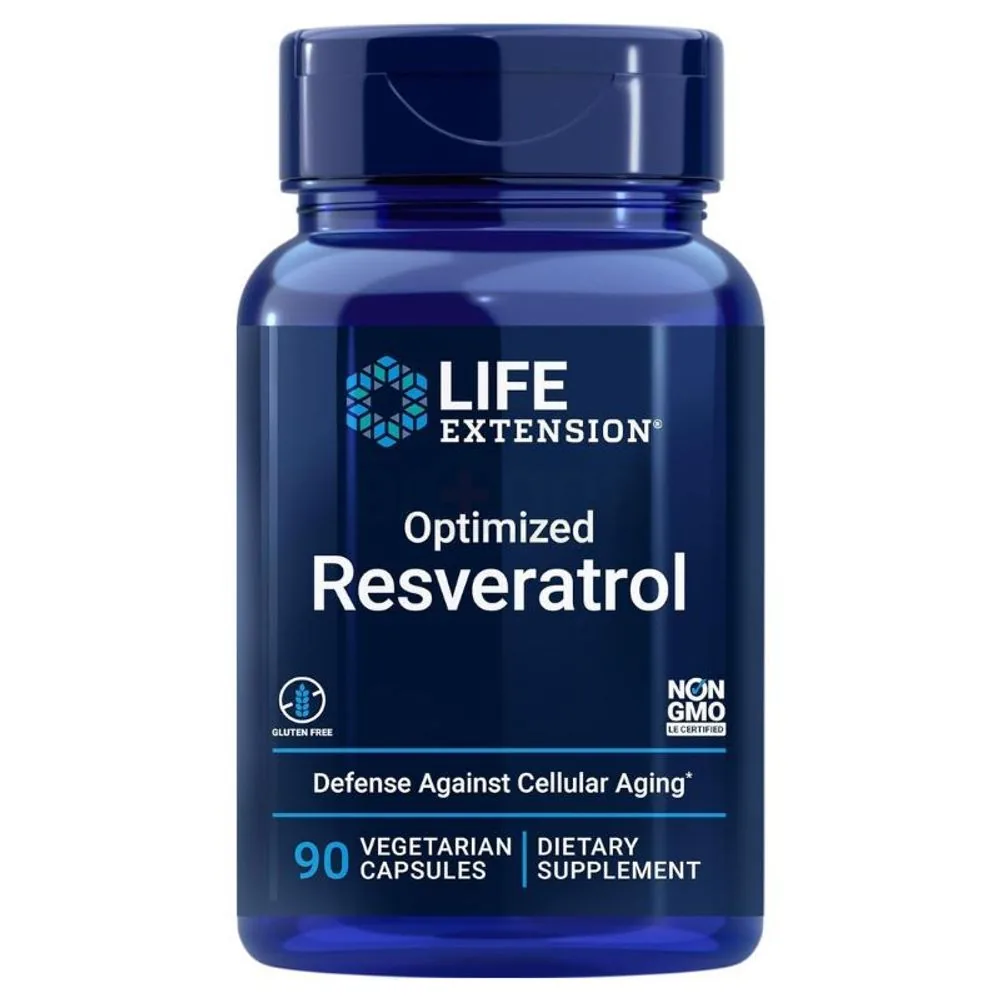 LIFE
EXTENSION®
Optimized
Resveratrol
GLUTEN FREE
NON
GMO
LE CERTIFIED
Defense Against Cellular Aging*
90 VEGETARIAN CAPSULES
DIETARY SUPPLEMENT